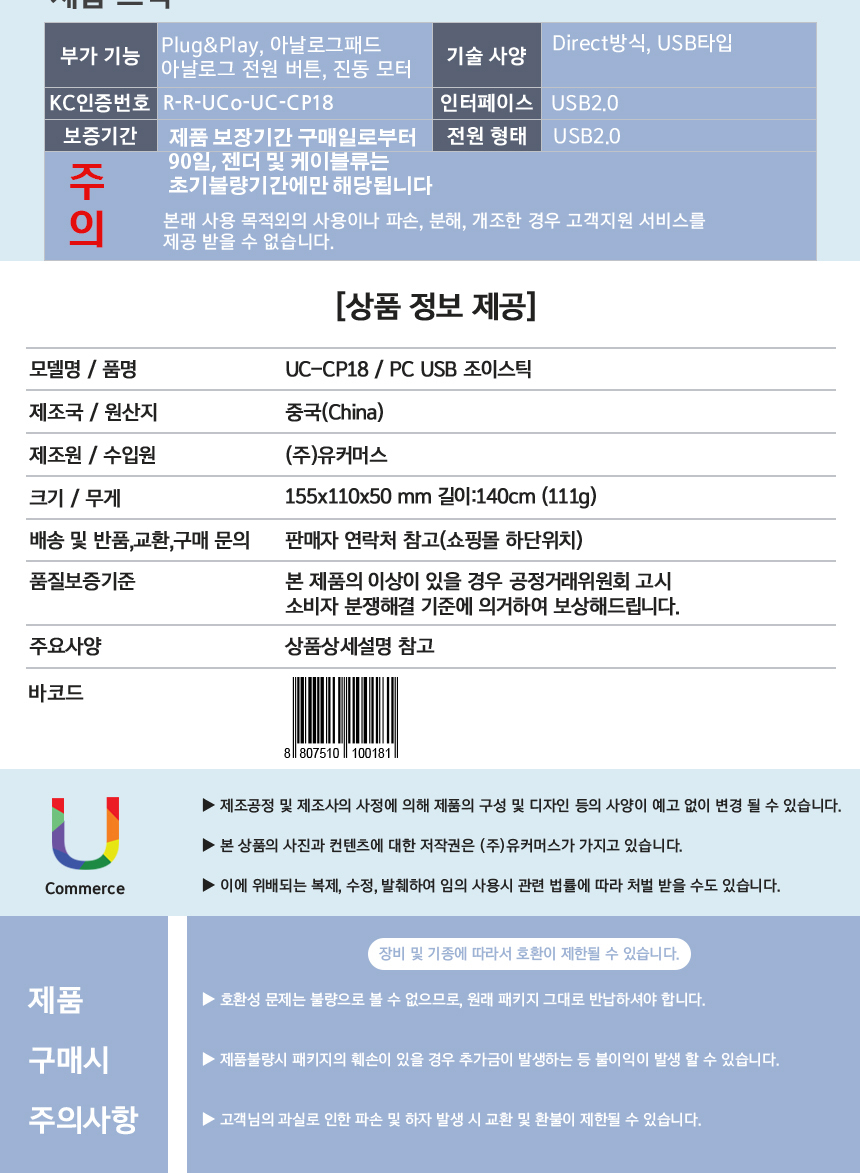 부가 기능
Plug&Play, 아날로그패드
아날로그 전원 버튼, 진동 모터
기술 사양
Direct방식, USB타입
KC인증번호
R-R-UCo-UC-CP18
인터페이스
USB2.0
보증기간
제품 보장기간 구매일로부터
90일, 젠더 및 케이블류는
초기불량기간에만 해당됩니다
전원 형태
USB2.0
주
의
본래 사용 목적외의 사용이나 파손, 분해, 개조한 경우 고객지원 서비스를
제공 받을 수 없습니다.
[상품 정보 제공]
모델명 / 품명
UC-CP18 / PC USB 조이스틱
제조국 / 원산지
중국(China)
제조원 / 수입원
(주)유커머스
크기 / 무게
155x110x50 mm 길이:140cm (111g)
배송 및 반품,교환,구매 문의
판매자 연락처 참고(쇼핑몰 하단위치)
품질보증기준
본 제품의 이상이 있을 경우 공정거래위원회 고시
소비자 분쟁해결 기준에 의거하여 보상해드립니다.
주요사양
상품상세설명 참고
바코드
8 807510 100181
U
Commerce
▶ 제조공정 및 제조사의 사정에 의해 제품의 구성 및 디자인 등의 사양이 예고 없이 변경 될 수 있습니다.
▶ 본 상품의 사진과 컨텐츠에 대한 저작권은 (주)유커머스가 가지고 있습니다.
▶ 이에 위배되는 복제, 수정, 발췌하여 임의 사용시 관련 법률에 따라 처벌 받을 수도 있습니다.
제품
구매시
주의사항
장비 및 기종에 따라서 호환이 제한될 수 있습니다.
▶ 호환성 문제는 불량으로 볼 수 없으므로, 원래 패키지 그대로 반납하셔야 합니다.
▶ 제품불량시 패키지의 훼손이 있을 경우 추가금이 발생하는 등 불이익이 발생 할 수 있습니다.
▶ 고객님의 과실로 인한 파손 및 하자 발생 시 교환 및 환불이 제한될 수 있습니다.